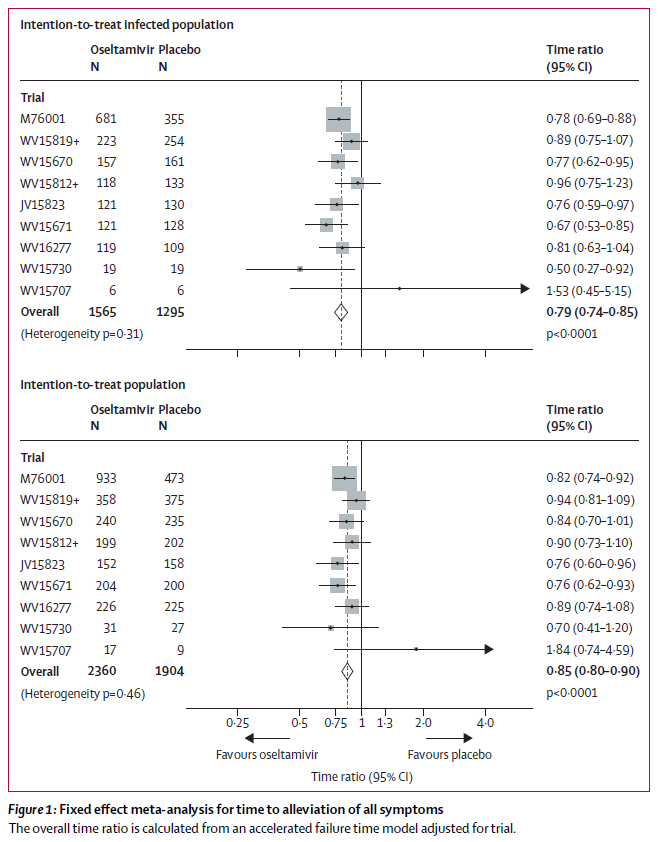 Intention-to-treat infected population
Oseltamivir Placebo Time ratio
N N (95% CI)
Trial
M76001 681 355 0·78 (0·69–0·88)
WV15819+ 223 254 0·89 (0·75–1·07)
WV15670 157 161 0·77 (0·62–0·95)
WV15812+ 118 133 0·96 (0·75–1·23)
JV15823 121 130 0·76 (0·59–0·97)
WV15671 121 128 0·67 (0·53–0·85)
WV16277 119 109 0·81 (0·63–1·04)
WV15730 19 19 0·50 (0·27–0·92)
WV15707 6 6 1·53 (0·45–5·15)
Overall 1565 1295 0·79 (0·74–0·85)
(Heterogeneity p=0·31) p<0·0001
Intention-to-treat population
Oseltamivir Placebo Time ratio
N N (95% CI)
Trial
M76001 933 473 0·82 (0·74–0·92)
WV15819+ 358 375 0·94 (0·81–1·09)
WV15670 240 235 0·84 (0·70–1·01)
WV15812+ 199 202 0·90 (0·73–1·10)
JV15823 152 158 0·76 (0·60–0·96)
WV15671 204 200 0·76 (0·62–0·93)
WV16277 226 225 0·89 (0·74–1·08)
WV15730 31 27 0·70 (0·41–1·20)
WV15707 17 9 1·84 (0·74–4·59)
Overall 2360 1904 0·85 (0·80–0·90)
(Heterogeneity p=0·46) p<0·0001
0·25 0·5 0·75 1 1·3 2·0 4·0
Favours oseltamivir Favours placebo
Time ratio (95% CI)
Figure 1: Fixed effect meta-analysis for time to alleviation of all symptoms
The overall time ratio is calculated from an accelerated failure time model adjusted for trial.